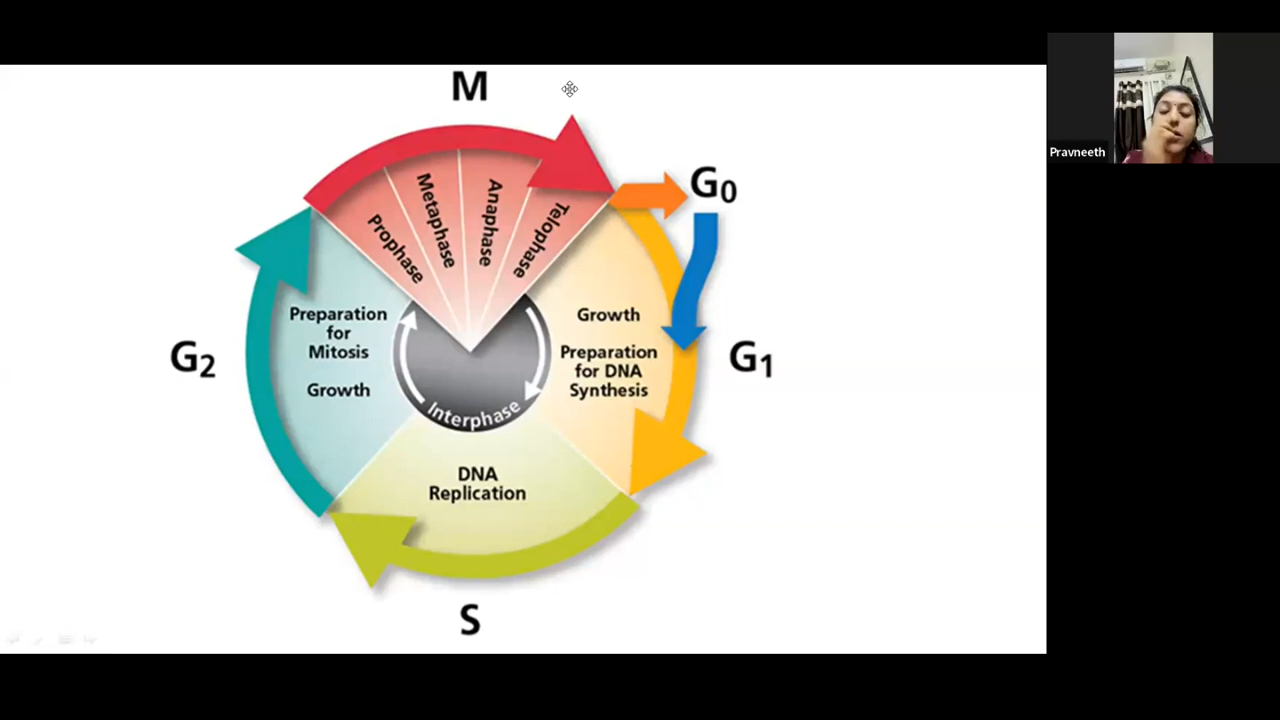 M
G0
Prophase
Metaphase
Anaphase
Telophase
Pravneeth
Preparation
for
Mitosis
Growth
G2
Growth
Preparation
for DNA
Synthesis
G1
Interphase
DNA
Replication
S